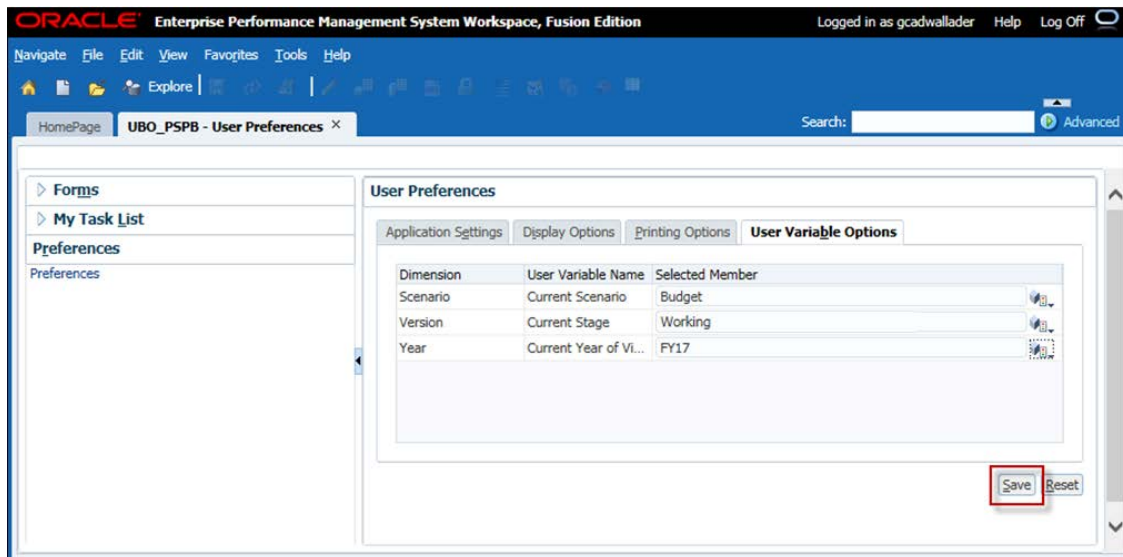 ORACLE Enterprise Performance Management System Workspace, Fusion Edition Logged in as gcadwallader Help Log Off
Navigate File Edit View Favorites Tools Help
Explore
HomePage UBO_PSPB - User Preferences × Search: Advanced
Forms
My Task List
Preferences
Preferences
User Preferences
Application Settings Display Options Printing Options User Variable Options
Dimension User Variable Name Selected Member
Scenario Current Scenario Budget
Version Current Stage Working
Year Current Year of Vi... FY17
Save Reset